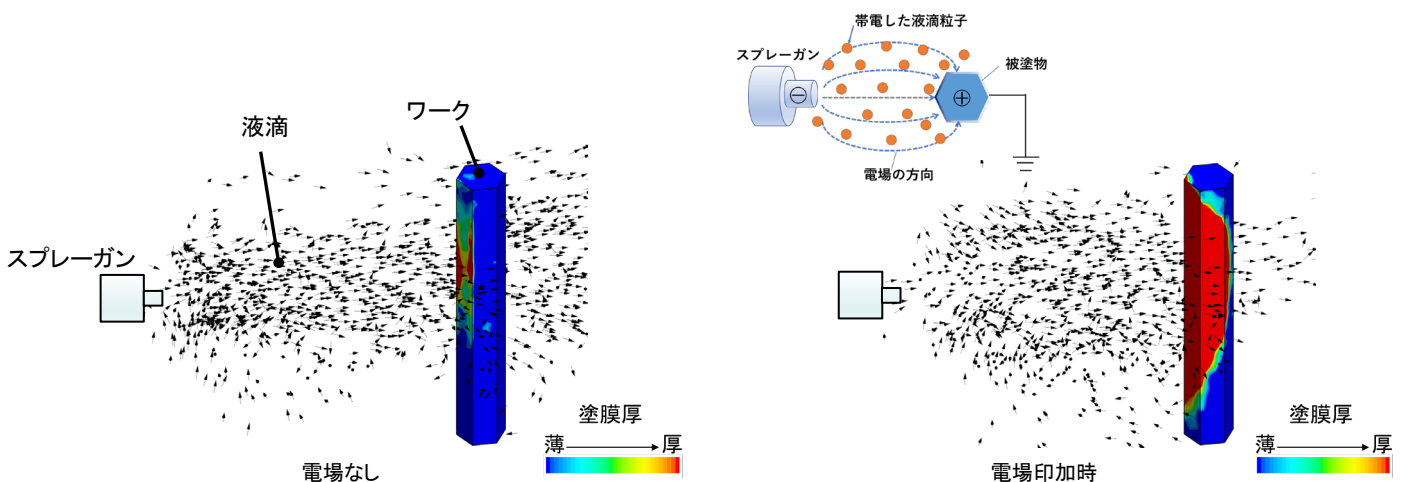 ワーク
液滴
スプレーガン
塗膜厚
薄
厚
電場なし
帯電した液滴粒子
スプレーガン
被塗物
⊖
⊕
電場の方向
塗膜厚
薄
厚
電場印加時